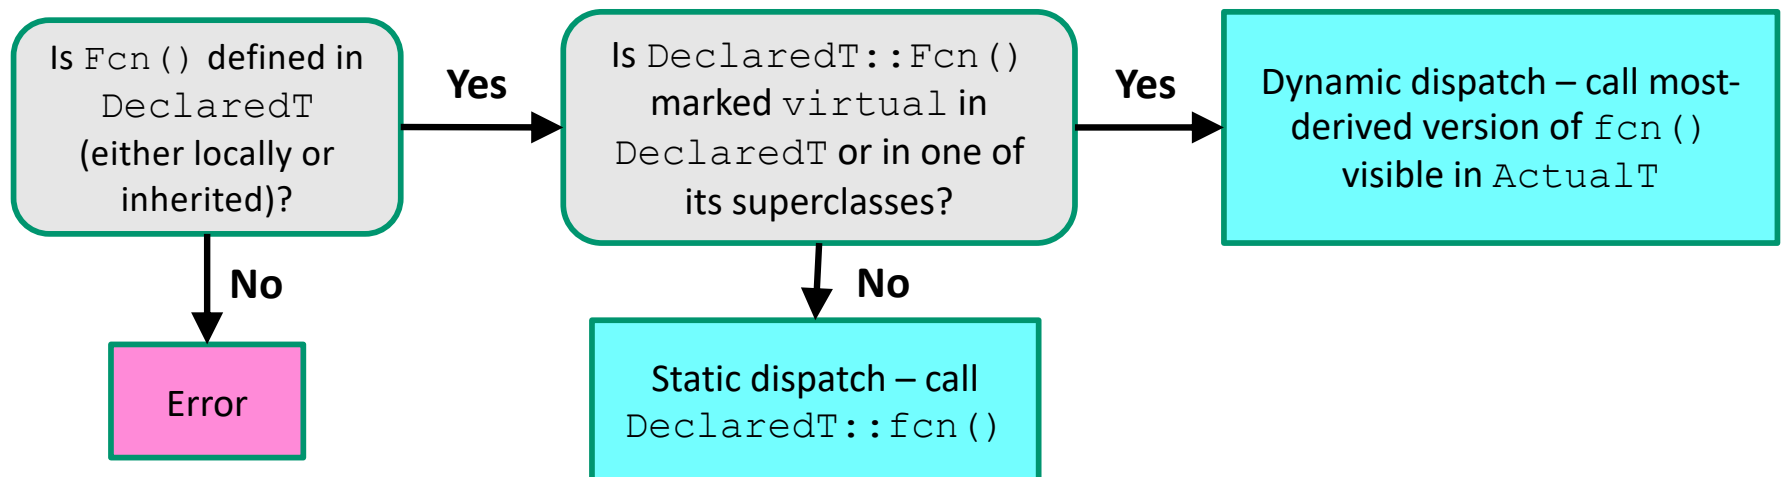 Is Fcn() defined in
DeclaredT
(either locally or
inherited)?
Yes
Is DeclaredT::Fcn()
marked virtual in
DeclaredT or in one of
its superclasses?
Yes
Dynamic dispatch – call most-
derived version of fcn()
visible in ActualT
No
Error
No
Static dispatch – call
DeclaredT::fcn()